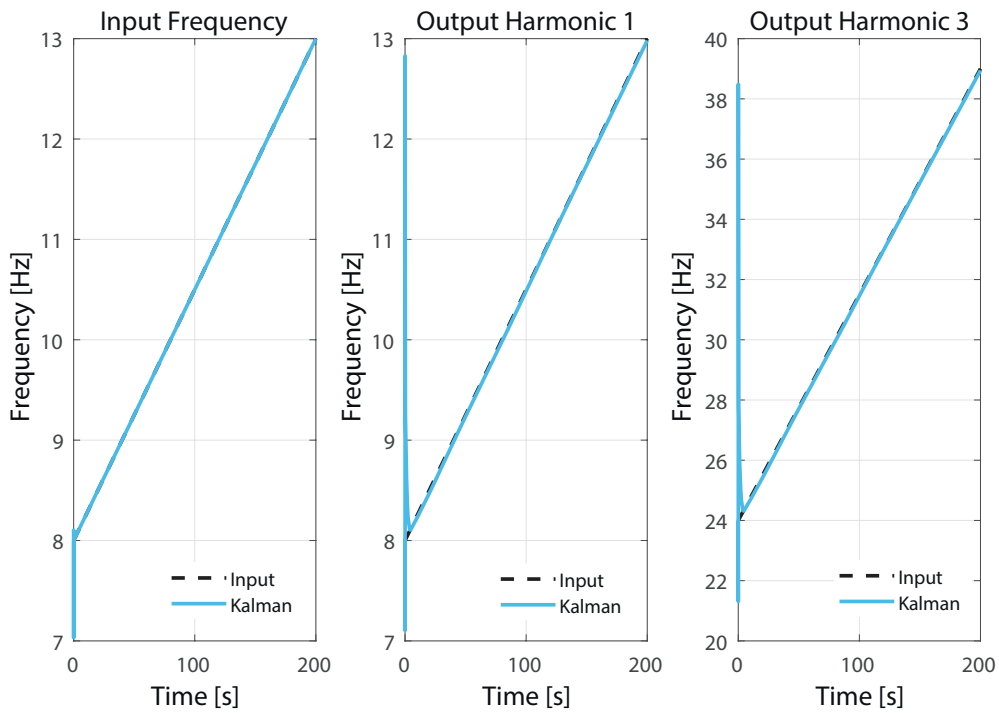 Input Frequency
Frequency [Hz]
13
12
11
10
9
8
7
0
100
200
Time [s]
Input
Kalman
Output Harmonic 1
Frequency [Hz]
13
12
11
10
9
8
7
0
100
200
Time [s]
Input
Kalman
Output Harmonic 3
Frequency [Hz]
40
38
36
34
32
30
28
26
24
22
20
0
100
200
Time [s]
Input
Kalman